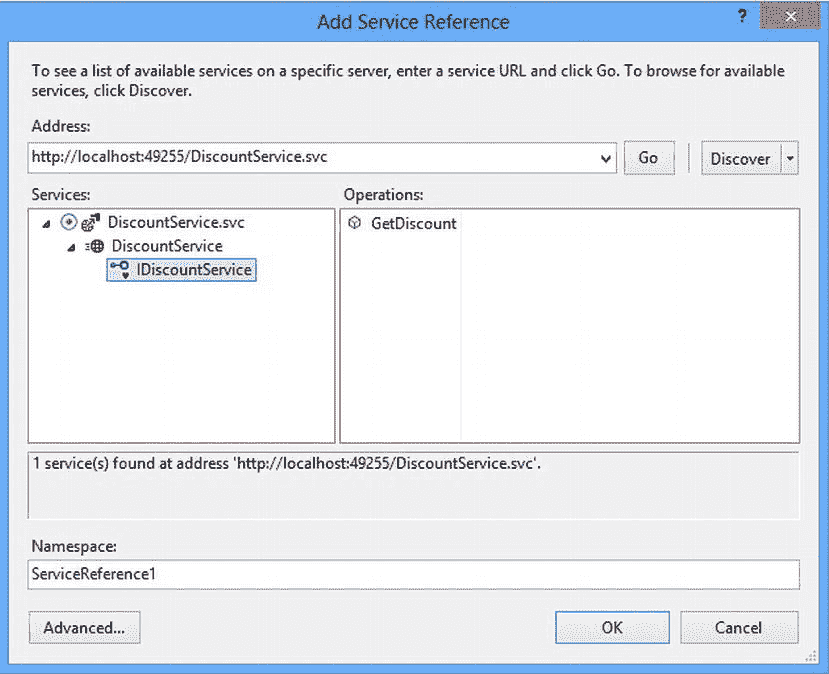 Add Service Reference
?
To see a list of available services on a specific server, enter a service URL and click Go. To browse for available
services, click Discover.
Address:
http://localhost:49255/DiscountService.svc
Go
Discover
Services:
Operations:
DiscountService.svc
GetDiscount
DiscountService
IDiscountService
1 service(s) found at address 'http://localhost:49255/DiscountService.svc'.
Namespace:
ServiceReference1
Advanced...
OK
Cancel